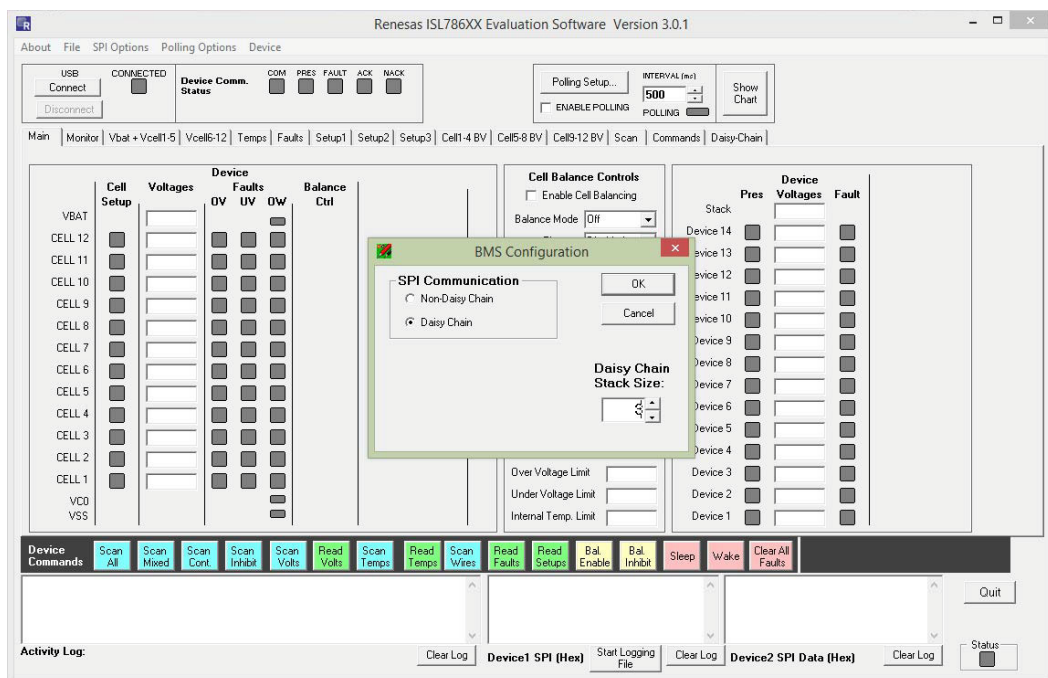 Renesas ISL786XX Evaluation Software Version 3.0.1
About File SPI Options Polling Options Device
USB
Connect
Disconnect
CONNECTED
Device Comm.
Status
COM PRES FAULT ACK NACK
Polling Setup...
ENABLE POLLING
INTERVAL (ms)
500
POLLING
Show
Chart
Main Monitor Vbat + Vcell1-5 Vcell6-12 Temps Faults Setup1 Setup2 Setup3 Cell1-4 BV Cell5-8 BV Cell9-12 BV Scan Commands Daisy-Chain
Device
Cell
Setup
Voltages
Faults
OV UV OW
Balance
Ctrl
VBAT
CELL 12
CELL 11
CELL 10
CELL 9
CELL 8
CELL 7
CELL 6
CELL 5
CELL 4
CELL 3
CELL 2
CELL 1
VC0
VSS
Cell Balance Controls
Enable Cell Balancing
Balance Mode Off
BMS Configuration
SPI Communication
Non-Daisy Chain
Daisy Chain
OK
Cancel
Daisy Chain
Stack Size:
3
Over Voltage Limit
Under Voltage Limit
Internal Temp. Limit
Pres
Device
Voltages
Fault
Stack
Device 14
Device 13
Device 12
Device 11
Device 10
Device 9
Device 8
Device 7
Device 6
Device 5
Device 4
Device 3
Device 2
Device 1
Device
Commands
Scan
All
Scan
Mixed
Scan
Cont.
Scan
Inhibit
Scan
Volts
Read
Volts
Scan
Temps
Read
Temps
Scan
Wires
Read
Faults
Read
Setups
Bal.
Enable
Bal.
Inhibit
Sleep
Wake
Clear All
Faults
Quit
Activity Log:
Clear Log
Device1 SPI (Hex)
Start Logging
File
Clear Log
Device2 SPI Data (Hex)
Clear Log
Status